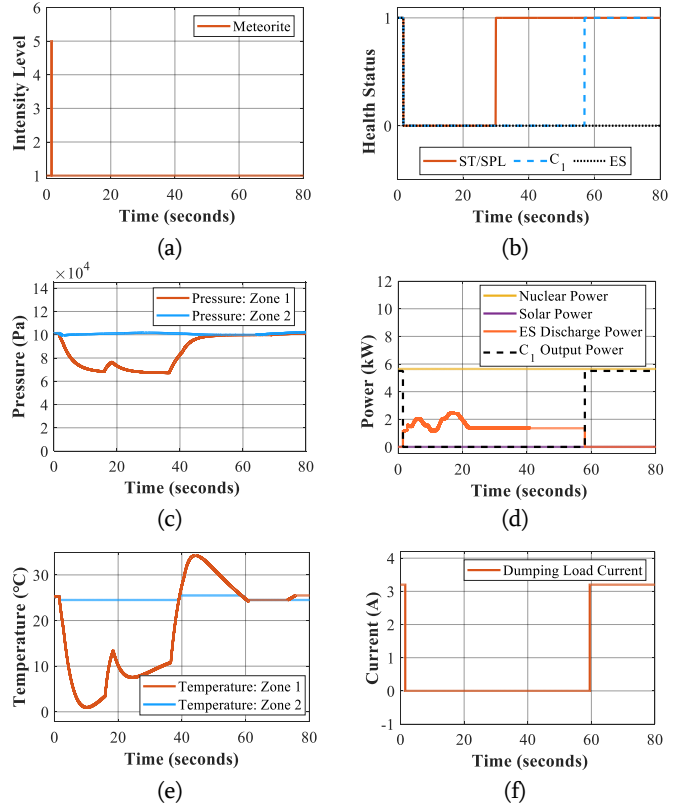 6
5
4
3
2
1
Intensity Level
Meteorite
0 20 40 60 80
Time (seconds)
(a)
1
0
Health Status
ST/SPL C1 ES
0 20 40 60 80
Time (seconds)
(b)
×10^4
14
12
10
8
6
4
2
0
Pressure (Pa)
Pressure: Zone 1
Pressure: Zone 2
0 20 40 60 80
Time (seconds)
(c)
12
10
8
6
4
2
0
Power (kW)
Nuclear Power
Solar Power
ES Discharge Power
C1 Output Power
0 20 40 60 80
Time (seconds)
(d)
30
20
10
0
Temperature (°C)
Temperature: Zone 1
Temperature: Zone 2
0 20 40 60 80
Time (seconds)
(e)
4
3
2
1
0
-1
Current (A)
Dumping Load Current
0 20 40 60 80
Time (seconds)
(f)